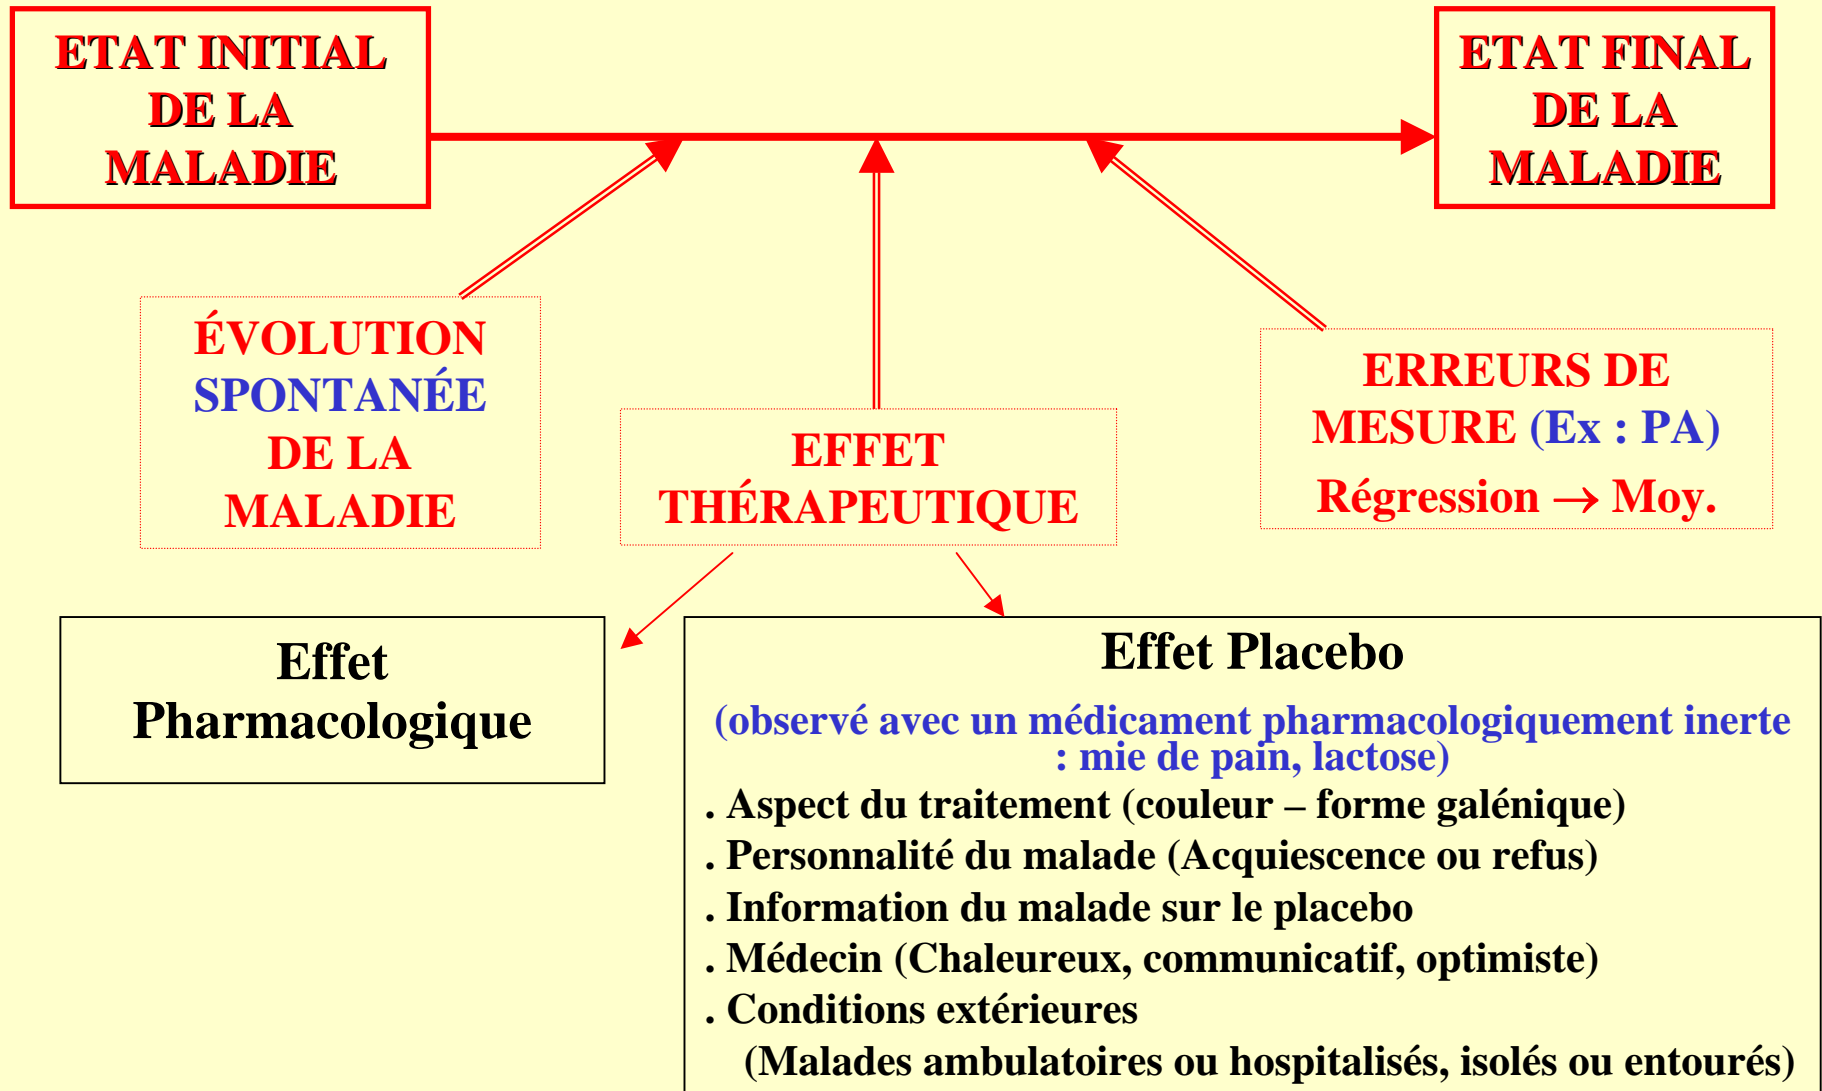 ETAT INITIAL
DE LA
MALADIE
ETAT FINAL
DE LA
MALADIE
ÉVOLUTION
SPONTANÉE
DE LA
MALADIE
EFFET
THÉRAPEUTIQUE
ERREURS DE
MESURE (Ex : PA)
Régression → Moy.
Effet
Pharmacologique
Effet Placebo
(observé avec un médicament pharmacologiquement inerte
: mie de pain, lactose)
. Aspect du traitement (couleur – forme galénique)
. Personnalité du malade (Acquiescence ou refus)
. Information du malade sur le placebo
. Médecin (Chaleureux, communicatif, optimiste)
. Conditions extérieures
(Malades ambulatoires ou hospitalisés, isolés ou entourés)